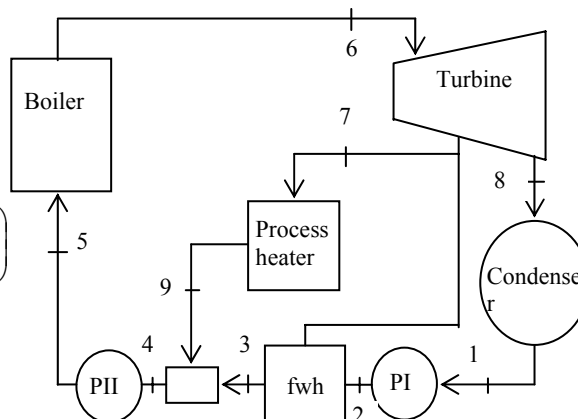 6
Turbine
Boiler
7
8
Process
heater
5
Condense
r
9
4
3
1
PII
fwh
PI
2